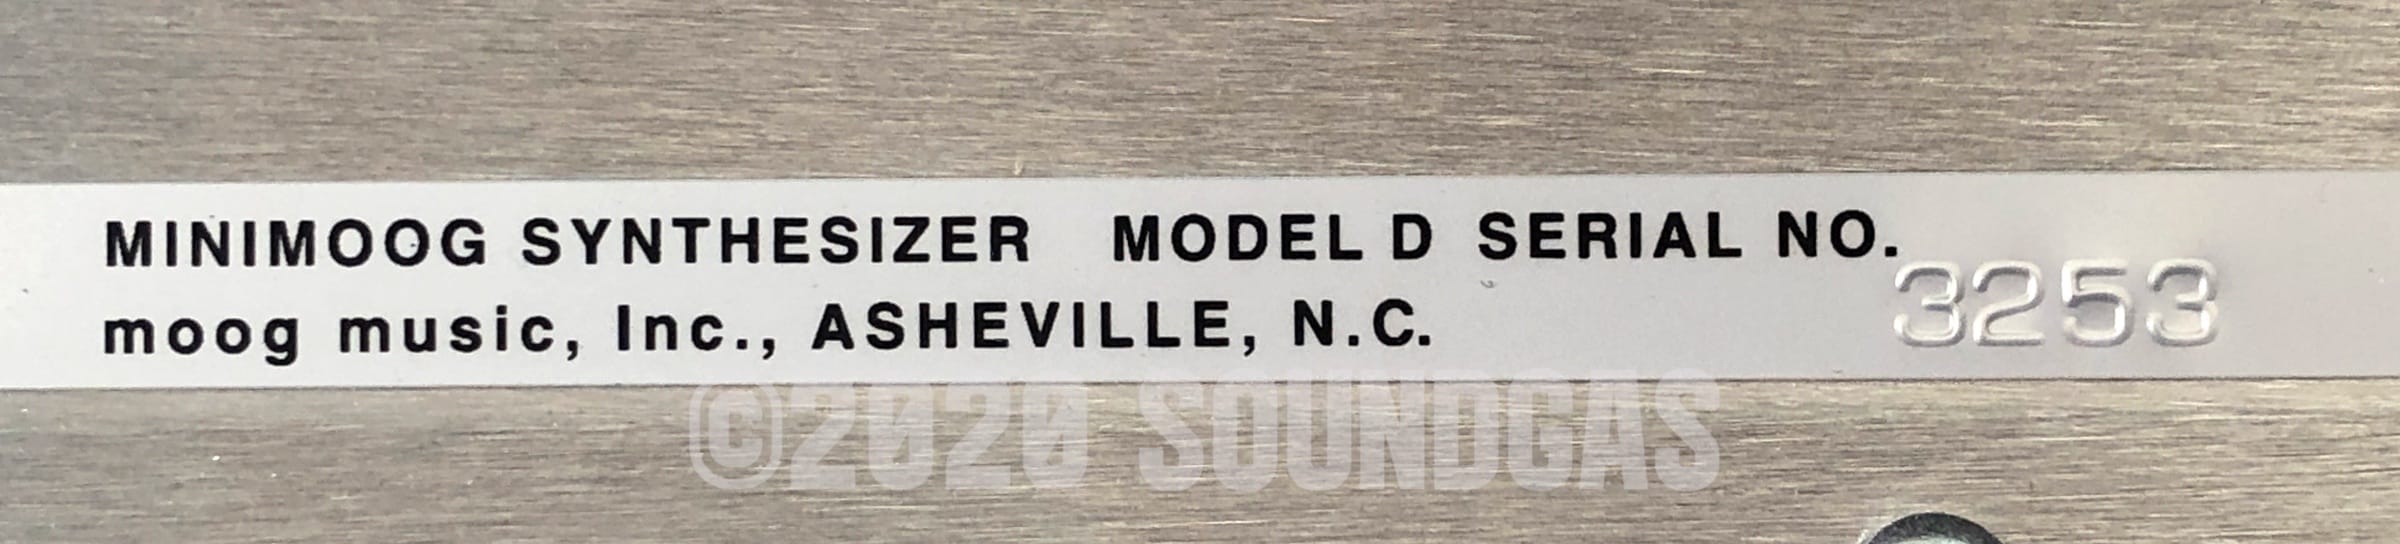 MINIMOOG SYNTHESIZER MODEL D SERIAL NO.
3253
moog music, Inc., ASHEVILLE, N.C.
©2020 SOUNDGAS